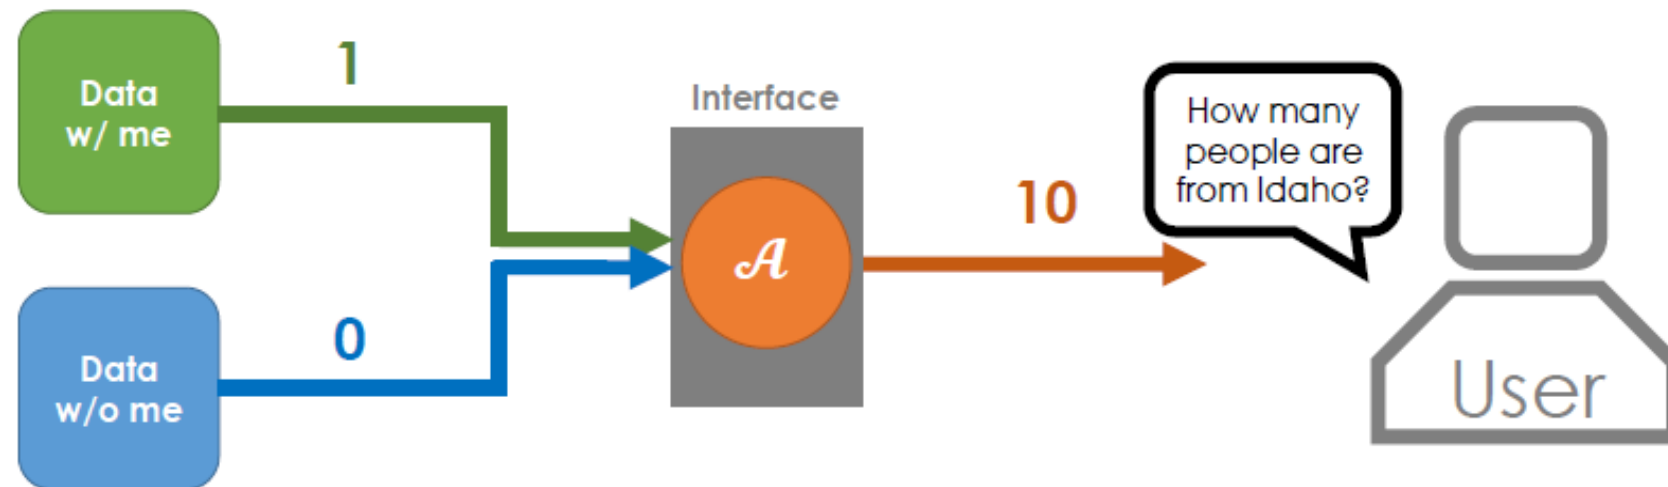 Data
w/ me
1
Data
w/o me
0
Interface
𝒜
10
How many
people are
from Idaho?
User